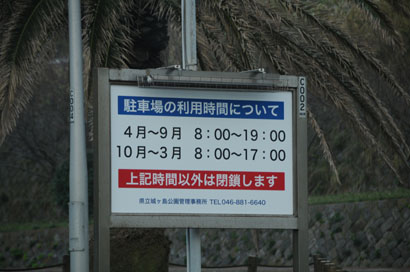 駐車場の利用時間について
4月～9月 8：00～19：00
10月～3月 8：00～17：00
上記時間以外は閉鎖します
県立城ヶ島公園管理事務所 TEL046-881-6640